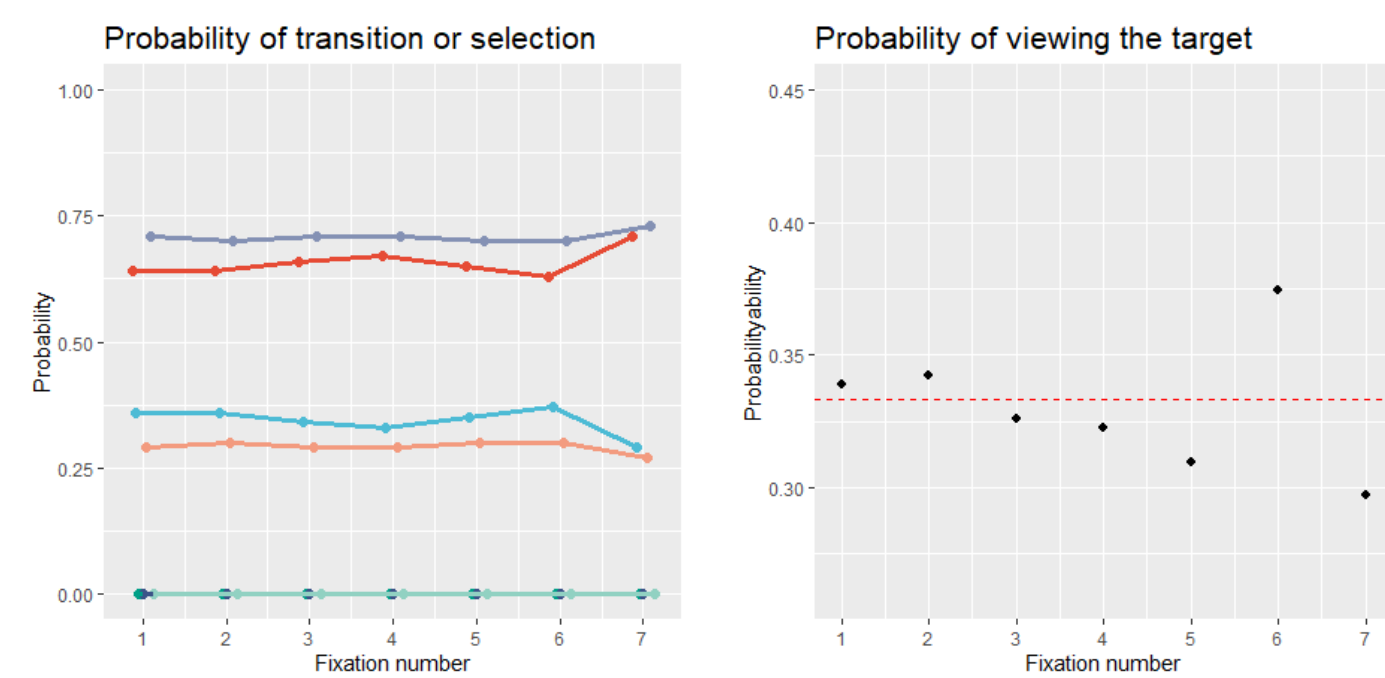 Probability of transition or selection
1.00
0.75
0.50
0.25
0.00
Probability
1 2 3 4 5 6 7
Fixation number
Probability of viewing the target
0.45
0.40
0.35
0.30
Probabilityability
1 2 3 4 5 6 7
Fixation number